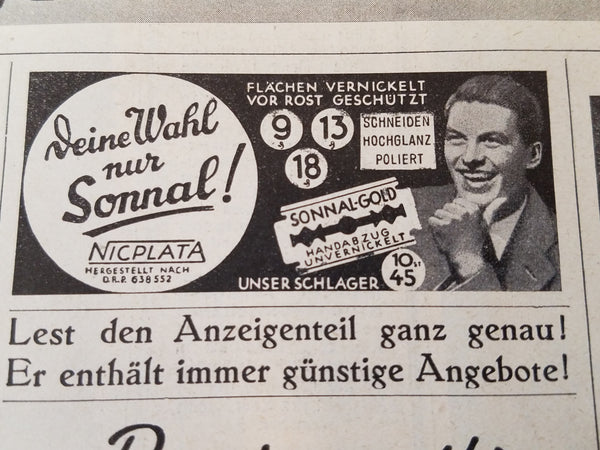 Deine Wahl
nur
Sonnal!
NICPLATA
HERGESTELLT NACH
D.R.P. 638552
FLÄCHEN VERNICKELT
VOR ROST GESCHÜTZT
9 13
18
SCHNEIDEN
HOCHGLANZ
POLIERT
SONNAL-GOLD
HANDABZUG
UNVERNICKELT
UNSER SCHLAGER
10 ST
45
Lest den Anzeigenteil ganz genau!
Er enthält immer günstige Angebote!